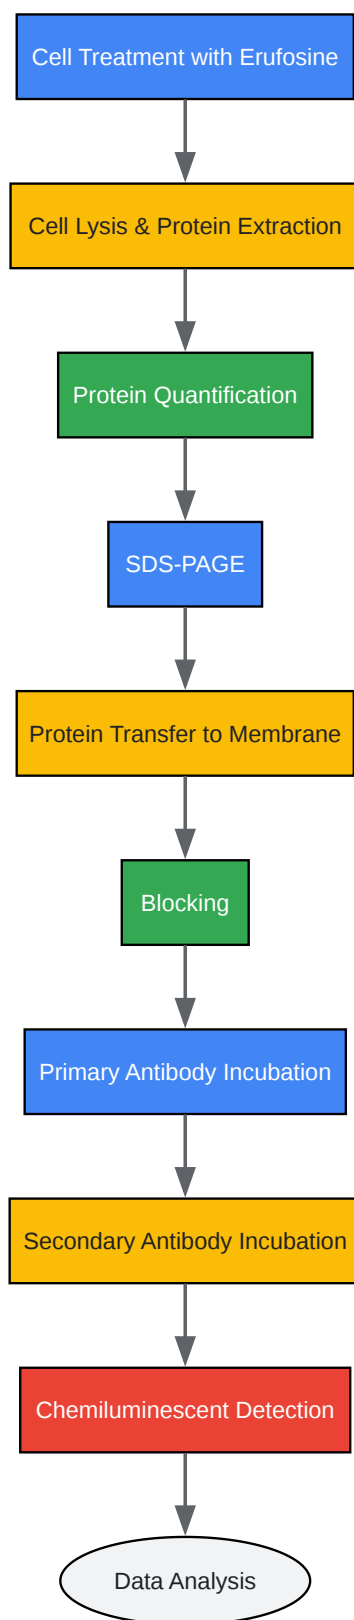 Cell Treatment with Erufosine
Cell Lysis & Protein Extraction
Protein Quantification
SDS-PAGE
Protein Transfer to Membrane
Blocking
Primary Antibody Incubation
Secondary Antibody Incubation
Chemiluminescent Detection
Data Analysis